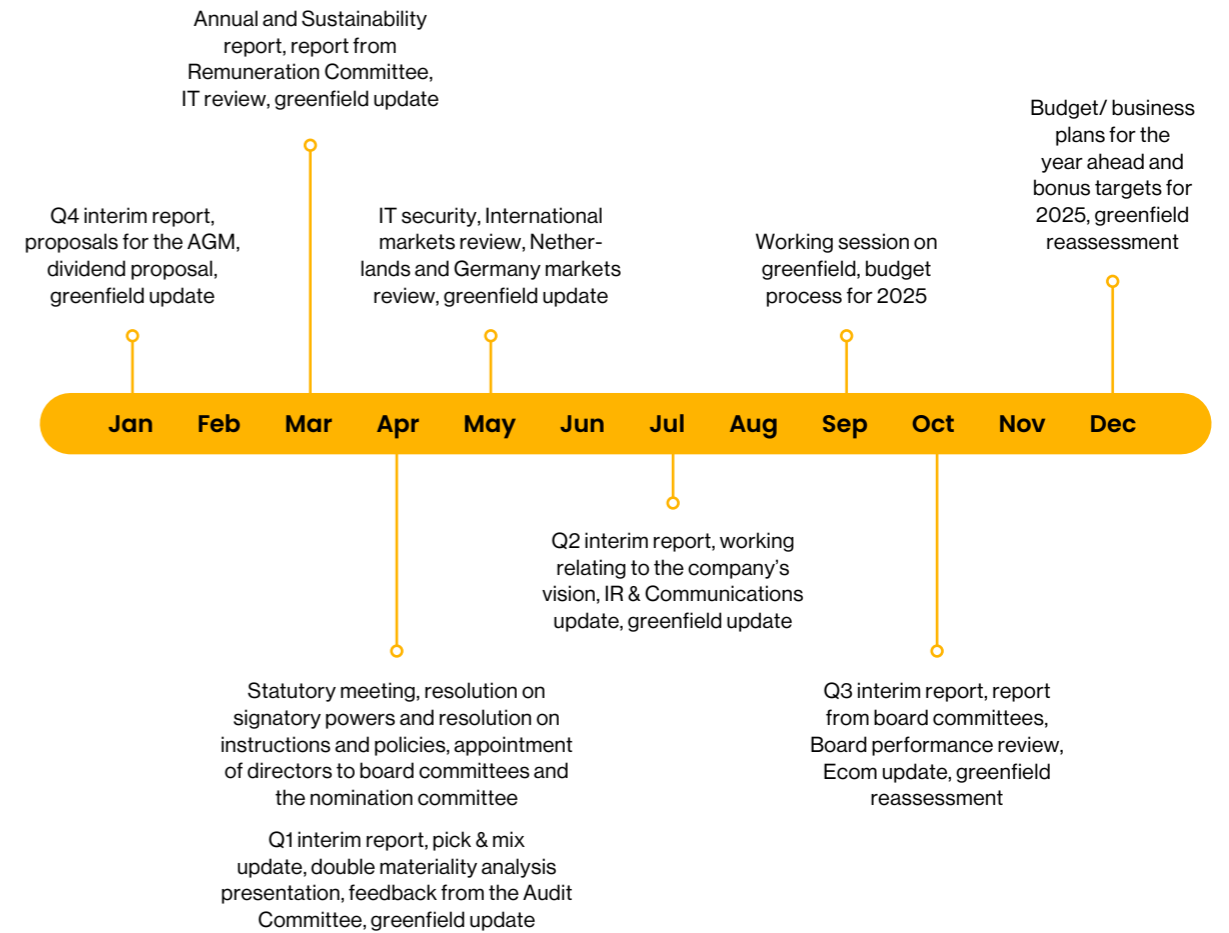 Annual and Sustainability
report, report from
Remuneration Committee,
IT review, greenfield update
Budget/ business
plans for the
year ahead and
bonus targets for
2025, greenfield
reassessment
Q4 interim report,
proposals for the AGM,
dividend proposal,
greenfield update
IT security, International
markets review, Nether-
lands and Germany markets
review, greenfield update
Working session on
greenfield, budget
process for 2025
Jan Feb Mar Apr May Jun Jul Aug Sep Oct Nov Dec
Q2 interim report, working
relating to the company’s
vision, IR & Communications
update, greenfield update
Statutory meeting, resolution on
signatory powers and resolution on
instructions and policies, appointment
of directors to board committees and
the nomination committee
Q1 interim report, pick & mix
update, double materiality analysis
presentation, feedback from the Audit
Committee, greenfield update
Q3 interim report, report
from board committees,
Board performance review,
Ecom update, greenfield
reassessment